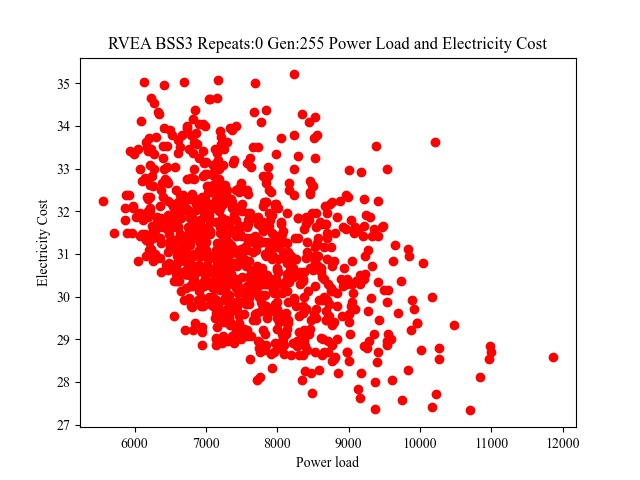 RVEA BSS3 Repeats:0 Gen:255 Power Load and Electricity Cost
35
34
33
32
31
30
29
28
27
Electricity Cost
6000 7000 8000 9000 10000 11000 12000
Power load